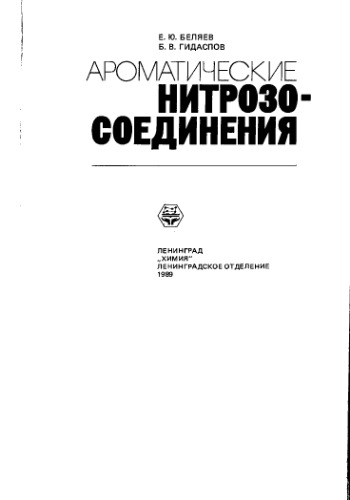 Е. Ю. БЕЛЯЕВ
Б. В. ГИДАСПОВ
АРОМАТИЧЕСКИЕ
НИТРОЗО-
СОЕДИНЕНИЯ
ЛЕНИНГРАД
„ХИМИЯ"
ЛЕНИНГРАДСКОЕ ОТДЕЛЕНИЕ
1989